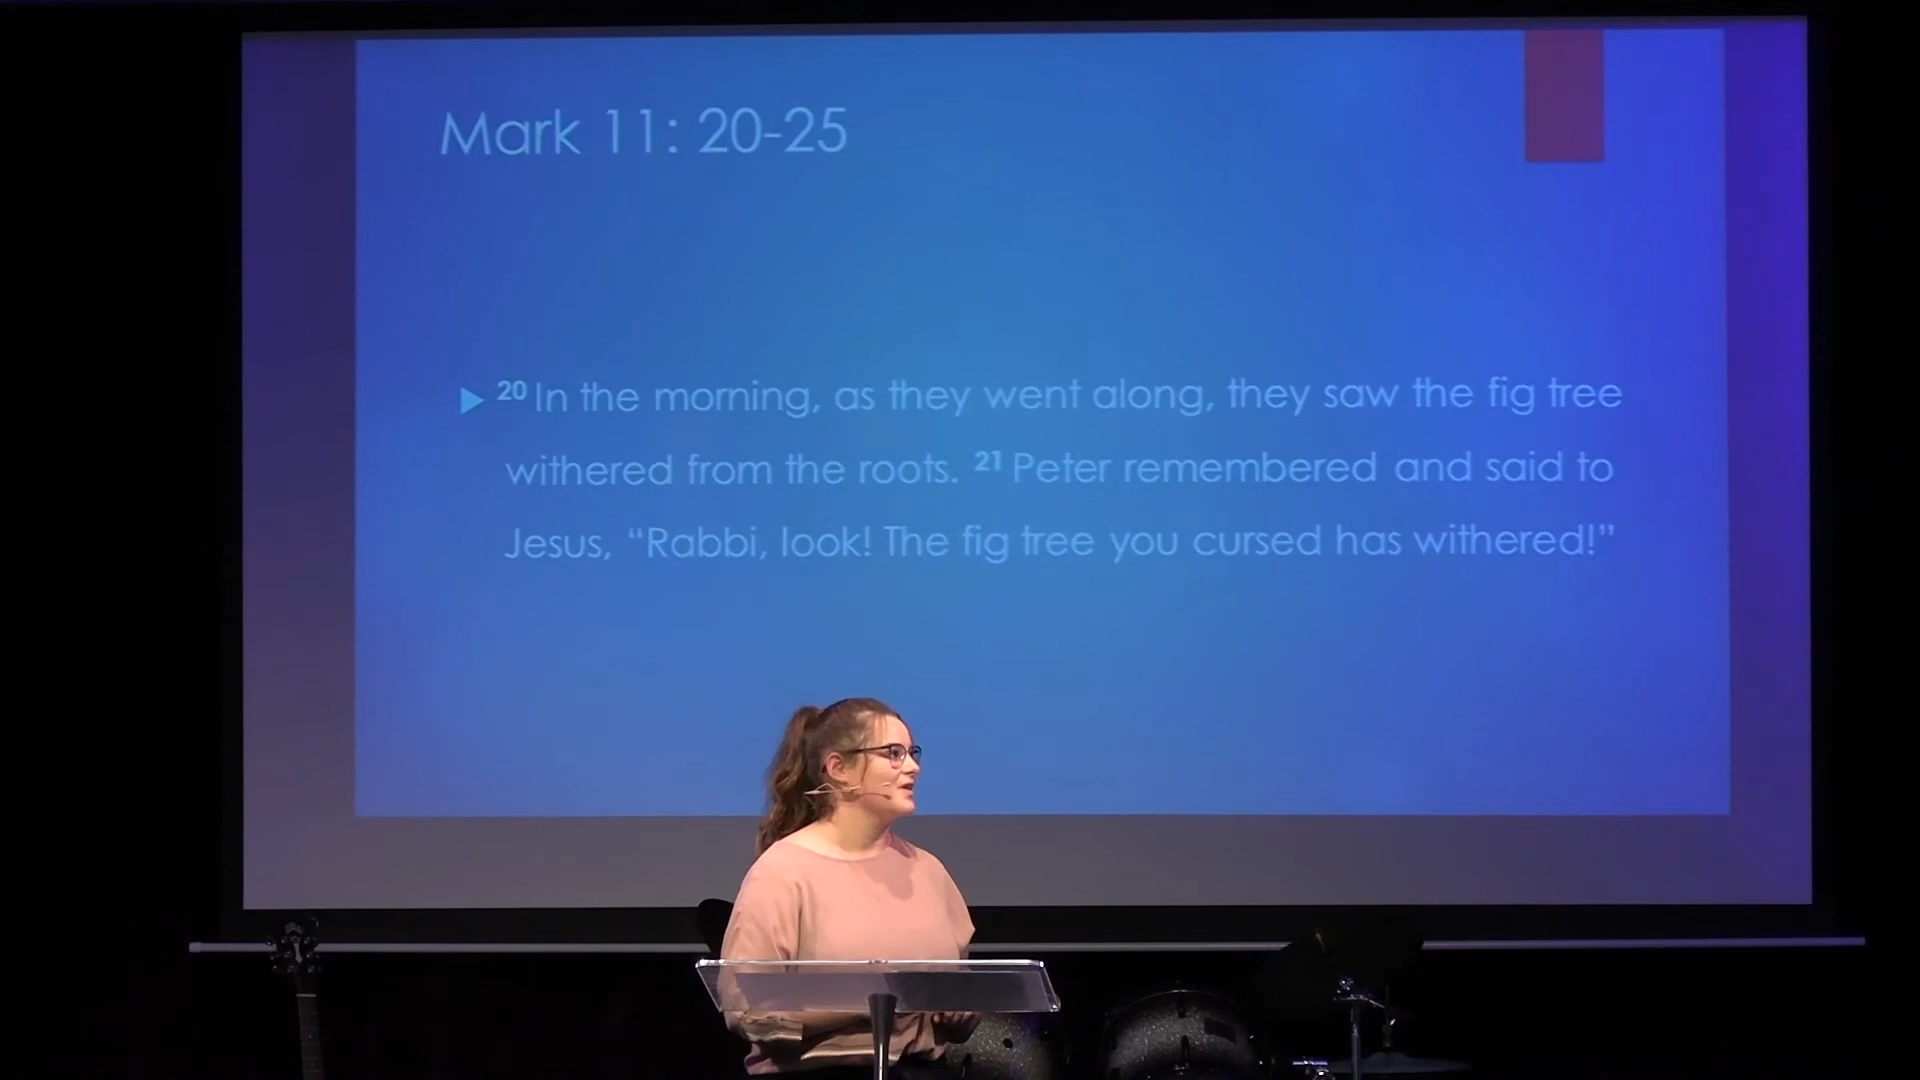 Mark 11: 20-25
20 In the morning, as they went along, they saw the fig tree
withered from the roots. 21 Peter remembered and said to
Jesus, “Rabbi, look! The fig tree you cursed has withered!”